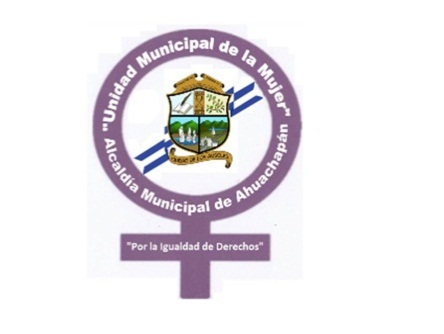 "Unidad Municipal de la Mujer"
Alcaldía Municipal de Ahuachapán
"Por la Igualdad de Derechos"